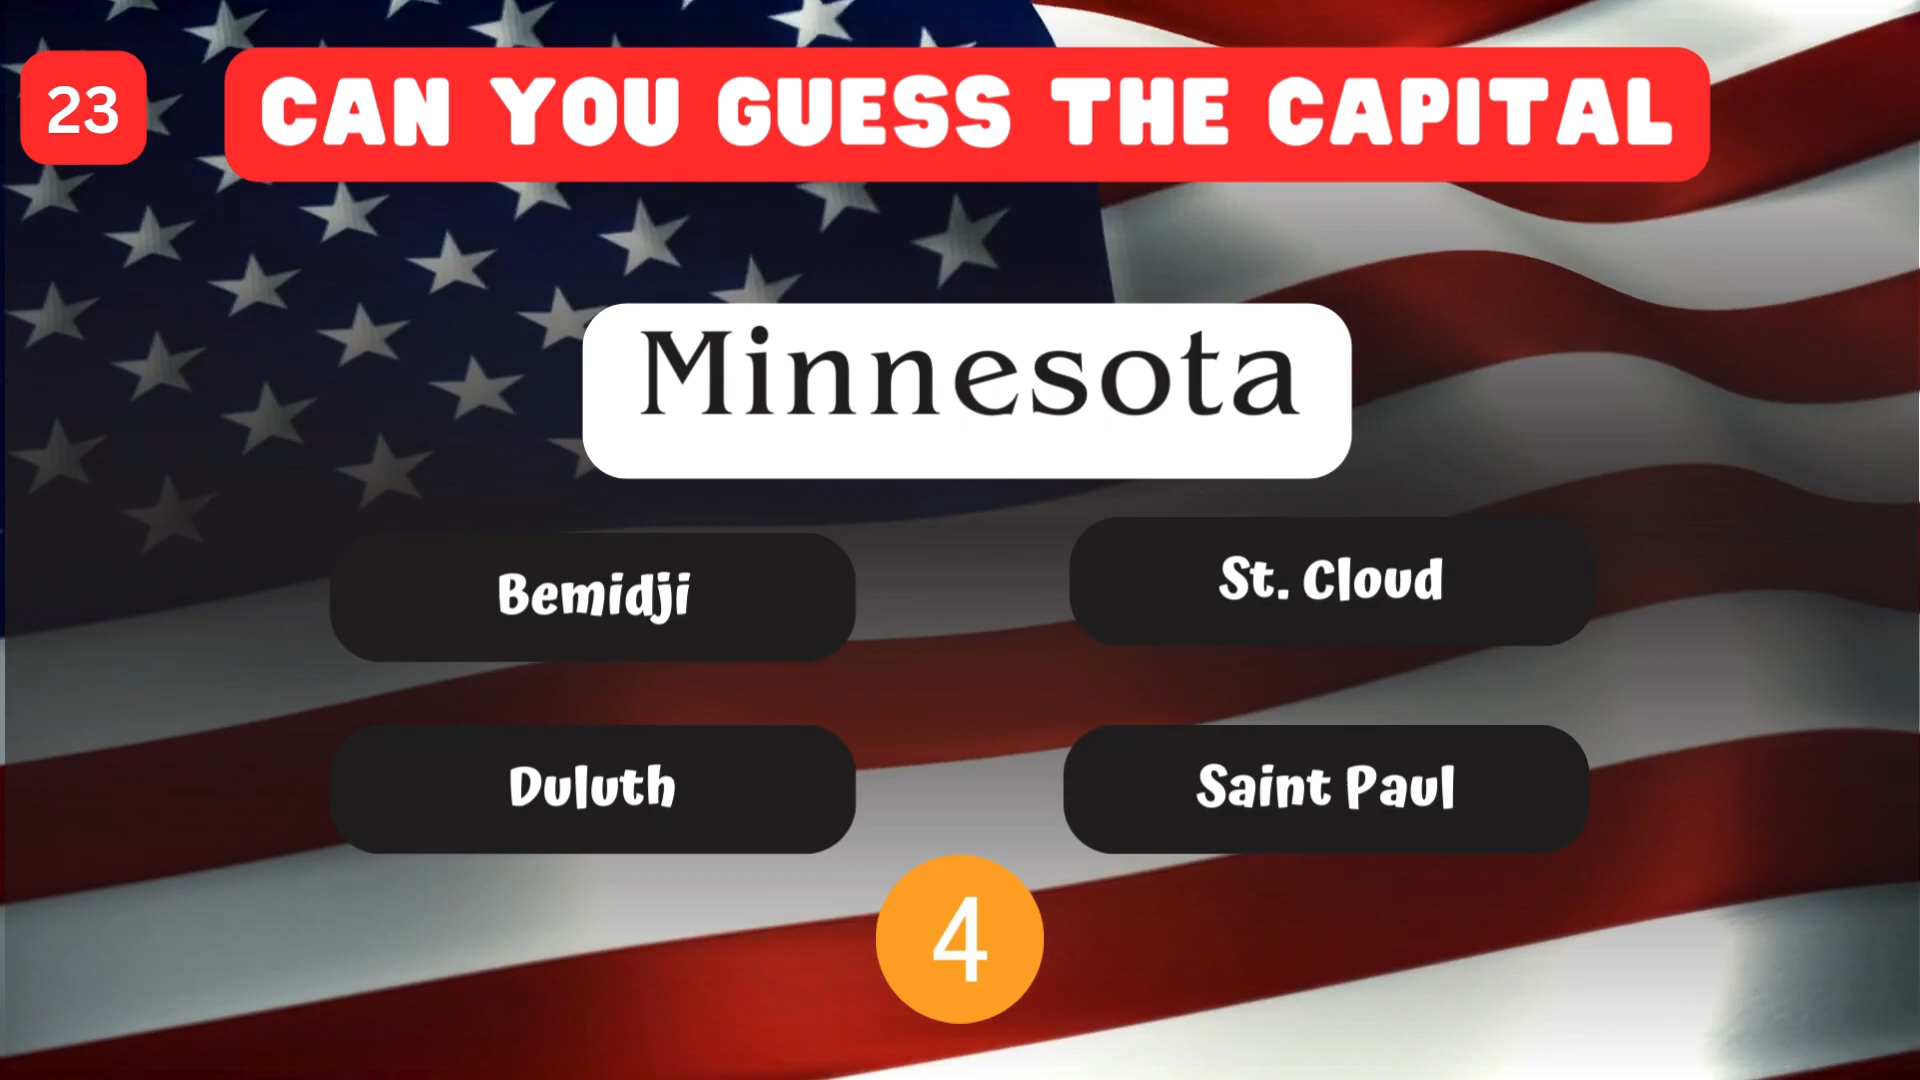 23
CAN YOU GUESS THE CAPITAL
Minnesota
Bemidji
St. Cloud
Duluth
Saint Paul
4